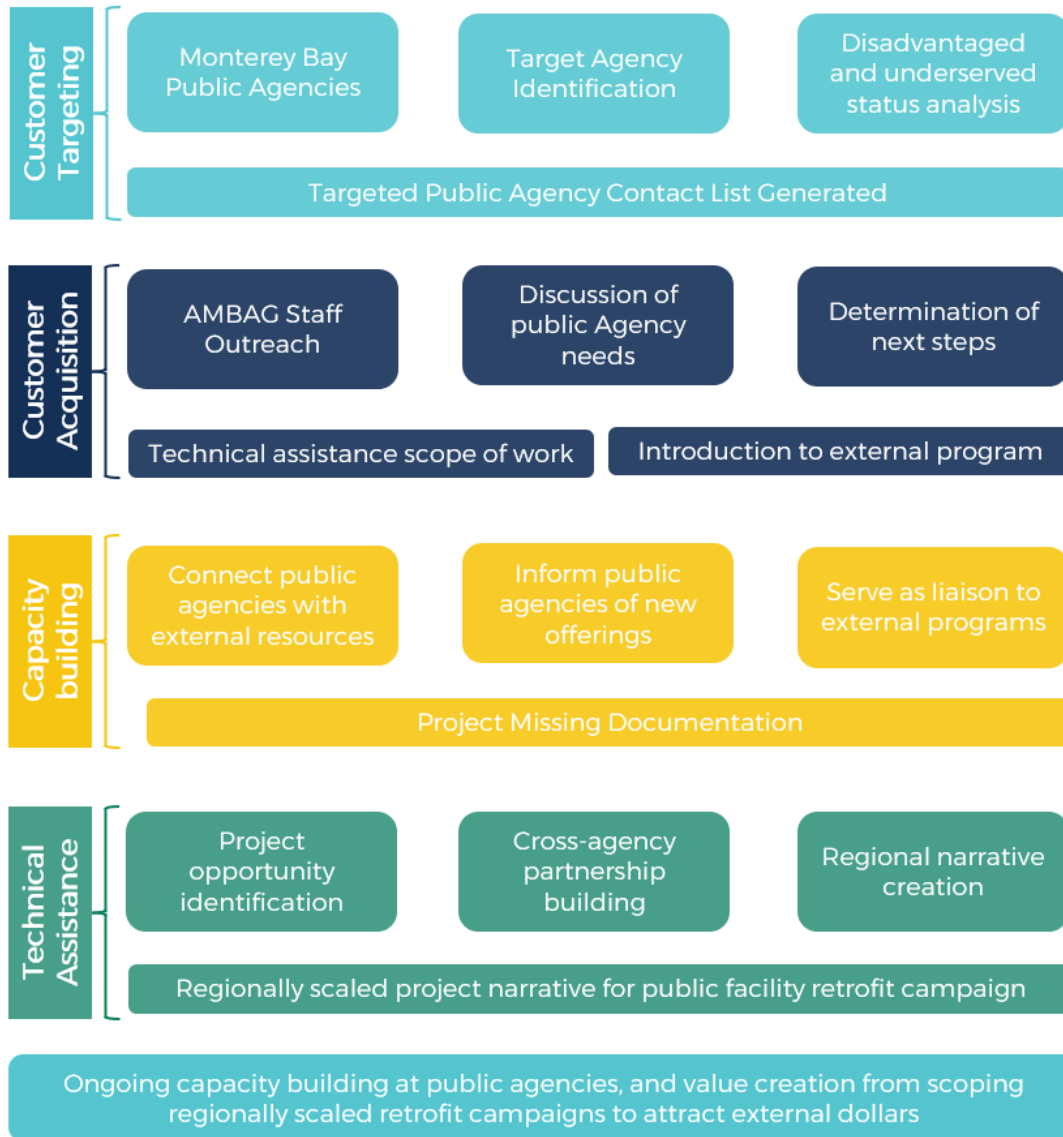 Customer
Targeting
Monterey Bay
Public Agencies
Target Agency
Identification
Disadvantaged
and underserved
status analysis
Targeted Public Agency Contact List Generated
Customer
Acquisition
AMBAG Staff
Outreach
Discussion of
public Agency
needs
Determination of
next steps
Technical assistance scope of work
Introduction to external program
Capacity
building
Connect public
agencies with
external resources
Inform public
agencies of new
offerings
Serve as liaison to
external programs
Project Missing Documentation
Technical
Assistance
Project
opportunity
identification
Cross-agency
partnership
building
Regional narrative
creation
Regionally scaled project narrative for public facility retrofit campaign
Ongoing capacity building at public agencies, and value creation from scoping
regionally scaled retrofit campaigns to attract external dollars